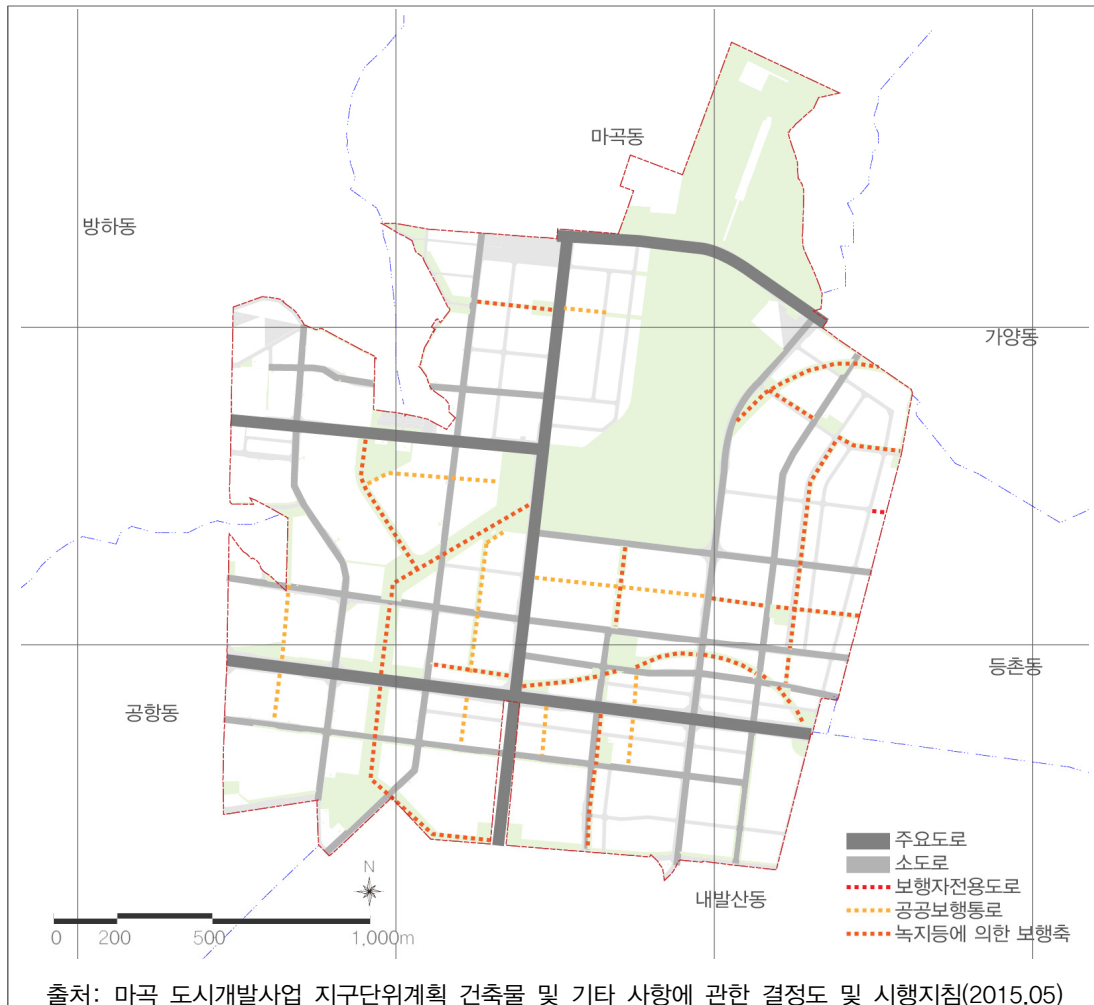 마곡동
방하동
가양동
등촌동
공항동
내발산동
주요도로
소도로
보행자전용도로
공공보행통로
녹지등에 의한 보행축
N
0 200 500 1,000m
출처: 마곡 도시개발사업 지구단위계획 건축물 및 기타 사항에 관한 결정도 및 시행지침(2015.05)